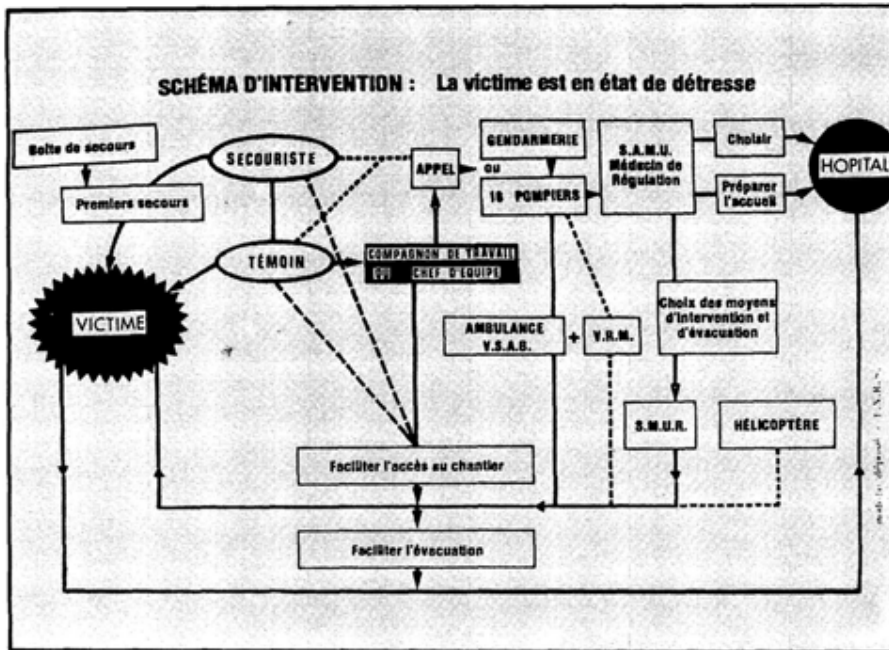 SCHÉMA D'INTERVENTION : La victime est en état de détresse
Boîte de secours
Premiers secours
SECOURISTE
TÉMOIN
VICTIME
APPEL
ou
GENDARMERIE
18 POMPIERS
COMPAGNON DE TRAVAIL
OU CHEF D'EQUIPE
S.A.M.U.
Médecin de
Régulation
Choisir
Préparer
l'accueil
HOPITAL
AMBULANCE
V.S.A.B.
+
V.R.M.
Choix des moyens
d'intervention et
d'évacuation
S.M.U.R.
HÉLICOPTÈRE
Faciliter l'accès au chantier
Faciliter l'évacuation